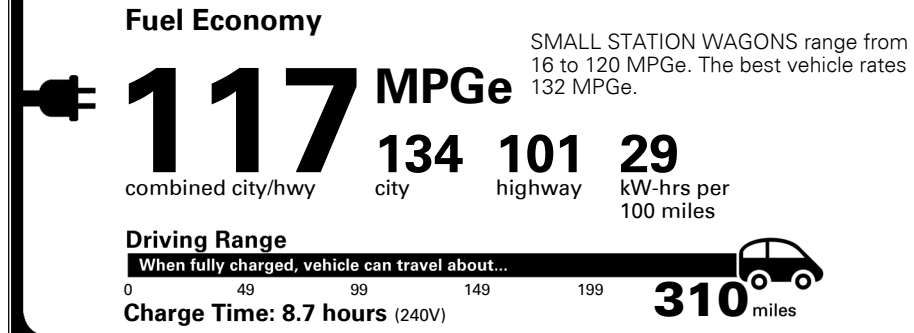 Fuel Economy
SMALL STATION WAGONS range from
16 to 120 MPGe. The best vehicle rates
132 MPGe.
117 MPGe
combined city/hwy
134 101 29
city highway kW-hrs per
100 miles
Driving Range
When fully charged, vehicle can travel about...
0 49 99 149 199 310 miles
Charge Time: 8.7 hours (240V)